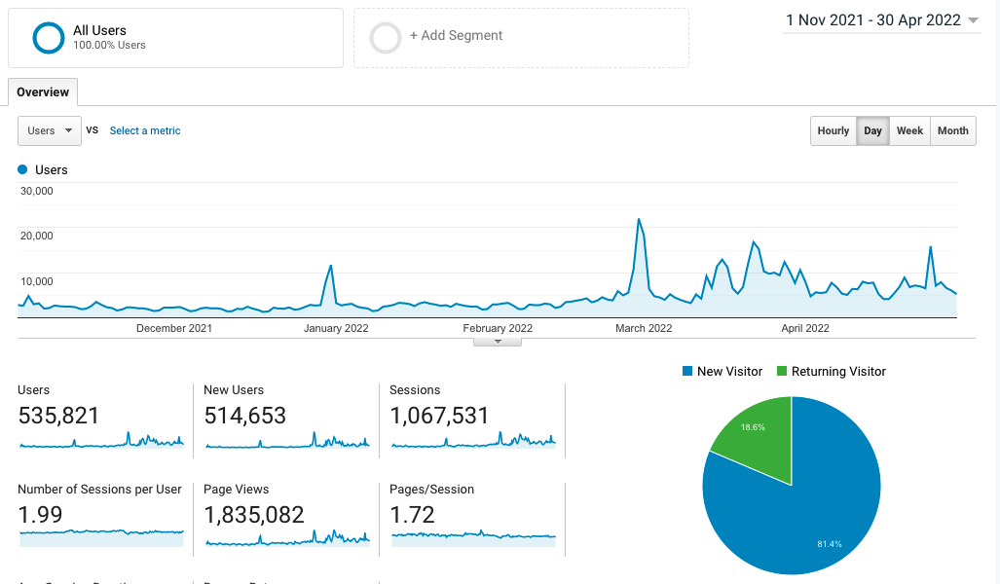 All Users
100.00% Users
+ Add Segment
1 Nov 2021 - 30 Apr 2022
Overview
Users
vs
Select a metric
Hourly
Day
Week
Month
Users
30,000
20,000
10,000
December 2021
January 2022
February 2022
March 2022
April 2022
Users
535,821
New Users
514,653
Sessions
1,067,531
Number of Sessions per User
1.99
Page Views
1,835,082
Pages/Session
1.72
New Visitor
Returning Visitor
18.6%
81.4%